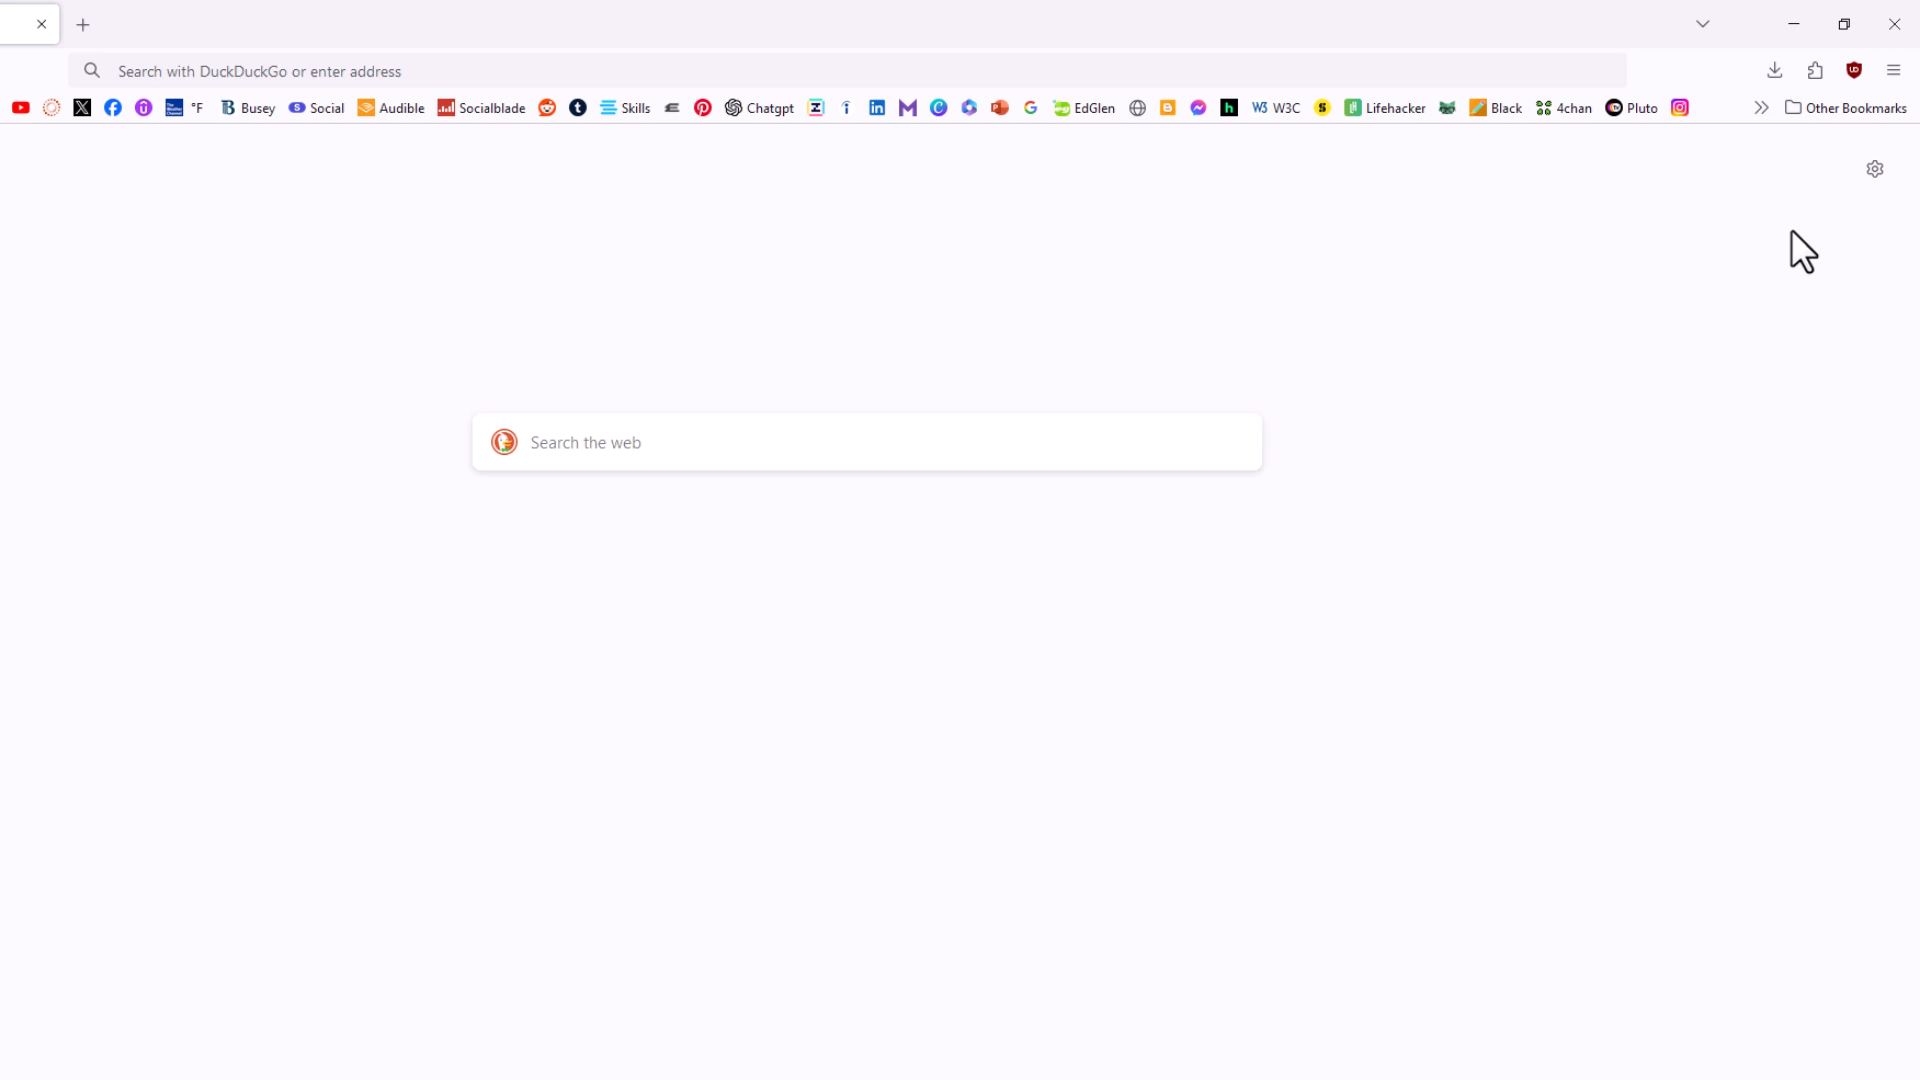 Search with DuckDuckGo or enter address
°F Busey Social Audible Socialblade Skills Chatgpt EdGlen W3C Lifehacker Black 4chan Pluto Other Bookmarks
Search the web